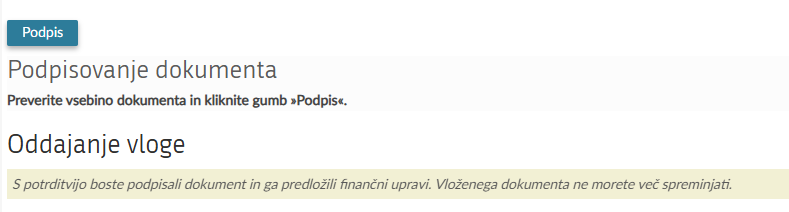 Podpis
Podpisovanje dokumenta
Preverite vsebino dokumenta in kliknite gumb »Podpis«.
Oddajanje vloge
S potrditvijo boste podpisali dokument in ga predložili finančni upravi. Vloženega dokumenta ne morete več spreminjati.